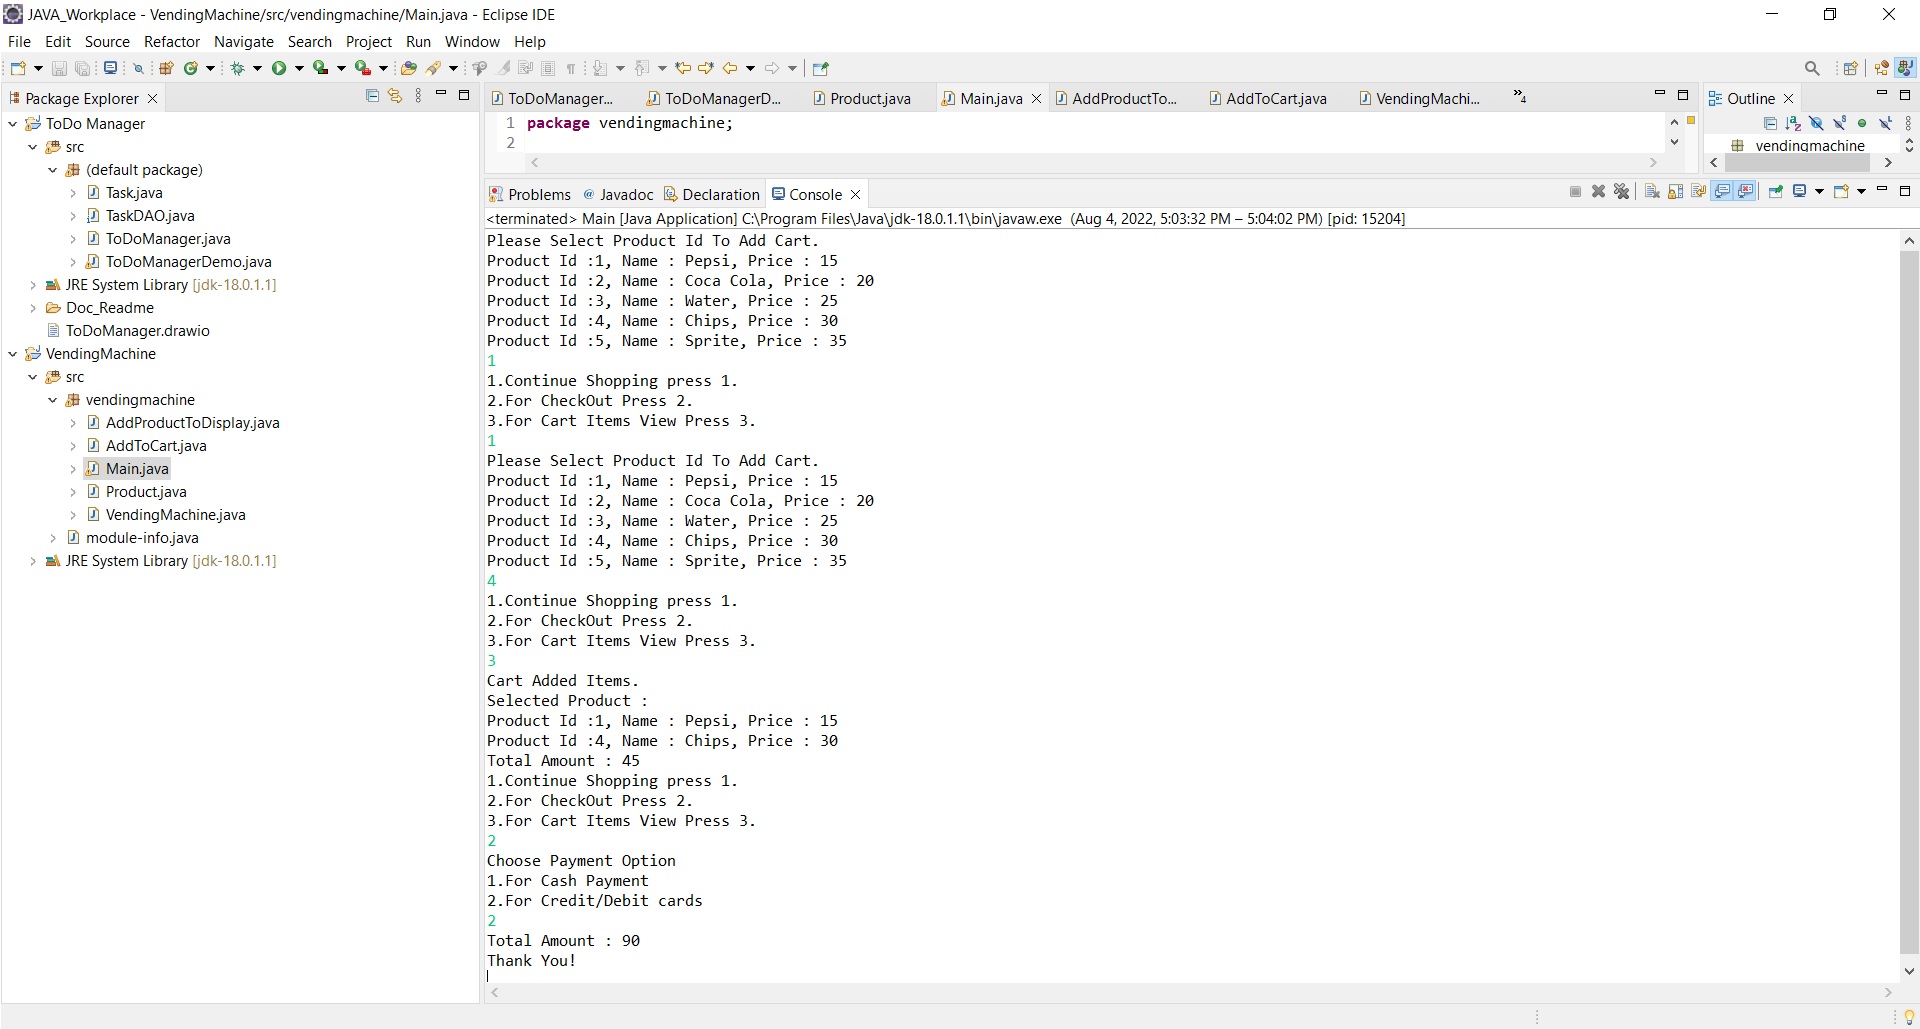 JAVA_Workplace - VendingMachine/src/vendingmachine/Main.java - Eclipse IDE
File Edit Source Refactor Navigate Search Project Run Window Help
Package Explorer
ToDo Manager
src
(default package)
Task.java
TaskDAO.java
ToDoManager.java
ToDoManagerDemo.java
JRE System Library [jdk-18.0.1.1]
Doc_Readme
ToDoManager.drawio
VendingMachine
src
vendingmachine
AddProductToDisplay.java
AddToCart.java
Main.java
Product.java
VendingMachine.java
module-info.java
JRE System Library [jdk-18.0.1.1]
ToDoManager... ToDoManagerD... Product.java Main.java AddProductTo... AddToCart.java VendingMachi... »4
1 package vendingmachine;
2
Outline
vendingmachine
Problems @ Javadoc Declaration Console
<terminated> Main [Java Application] C:\Program Files\Java\jdk-18.0.1.1\bin\javaw.exe (Aug 4, 2022, 5:03:32 PM – 5:04:02 PM) [pid: 15204]
Please Select Product Id To Add Cart.
Product Id :1, Name : Pepsi, Price : 15
Product Id :2, Name : Coca Cola, Price : 20
Product Id :3, Name : Water, Price : 25
Product Id :4, Name : Chips, Price : 30
Product Id :5, Name : Sprite, Price : 35
1
1.Continue Shopping press 1.
2.For CheckOut Press 2.
3.For Cart Items View Press 3.
1
Please Select Product Id To Add Cart.
Product Id :1, Name : Pepsi, Price : 15
Product Id :2, Name : Coca Cola, Price : 20
Product Id :3, Name : Water, Price : 25
Product Id :4, Name : Chips, Price : 30
Product Id :5, Name : Sprite, Price : 35
4
1.Continue Shopping press 1.
2.For CheckOut Press 2.
3.For Cart Items View Press 3.
3
Cart Added Items.
Selected Product :
Product Id :1, Name : Pepsi, Price : 15
Product Id :4, Name : Chips, Price : 30
Total Amount : 45
1.Continue Shopping press 1.
2.For CheckOut Press 2.
3.For Cart Items View Press 3.
2
Choose Payment Option
1.For Cash Payment
2.For Credit/Debit cards
2
Total Amount : 90
Thank You!